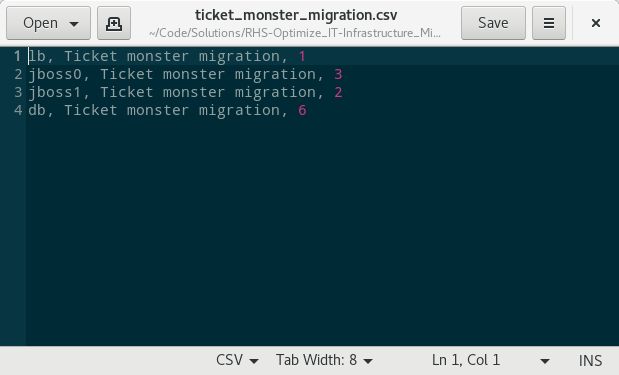 Open
ticket_monster_migration.csv
~/Code/Solutions/RHS-Optimize_IT-Infrastructure_Mi...
Save
1 lb, Ticket monster migration, 1
2 jboss0, Ticket monster migration, 3
3 jboss1, Ticket monster migration, 2
4 db, Ticket monster migration, 6
CSV Tab Width: 8 Ln 1, Col 1 INS